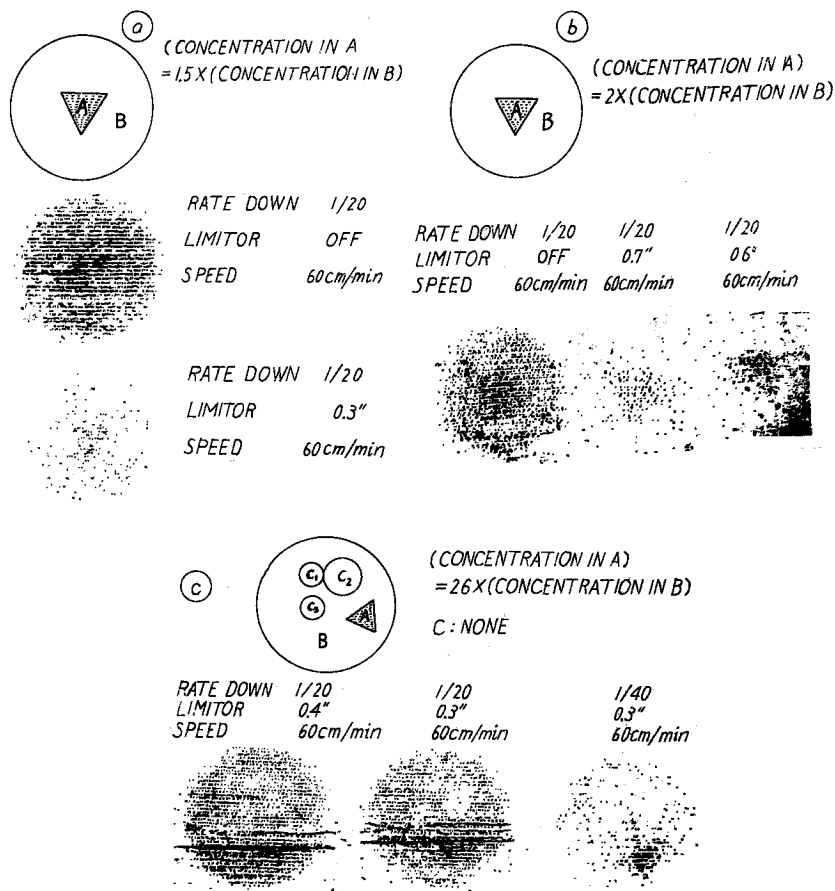 a
(CONCENTRATION IN A
=1.5X(CONCENTRATION IN B)
A
B
RATE DOWN 1/20
LIMITOR OFF
SPEED 60cm/min
RATE DOWN 1/20
LIMITOR 0.3"
SPEED 60cm/min
b
(CONCENTRATION IN A)
=2X(CONCENTRATION IN B)
A
B
RATE DOWN 1/20 1/20 1/20
LIMITOR OFF 0.7" 06"
SPEED 60cm/min 60cm/min 60cm/min
c
C1 C2
C3
A
B
(CONCENTRATION IN A)
=26X(CONCENTRATION IN B)
C: NONE
RATE DOWN 1/20 1/20 1/40
LIMITOR 0.4" 0.3" 0.3"
SPEED 60cm/min 60cm/min 60cm/min